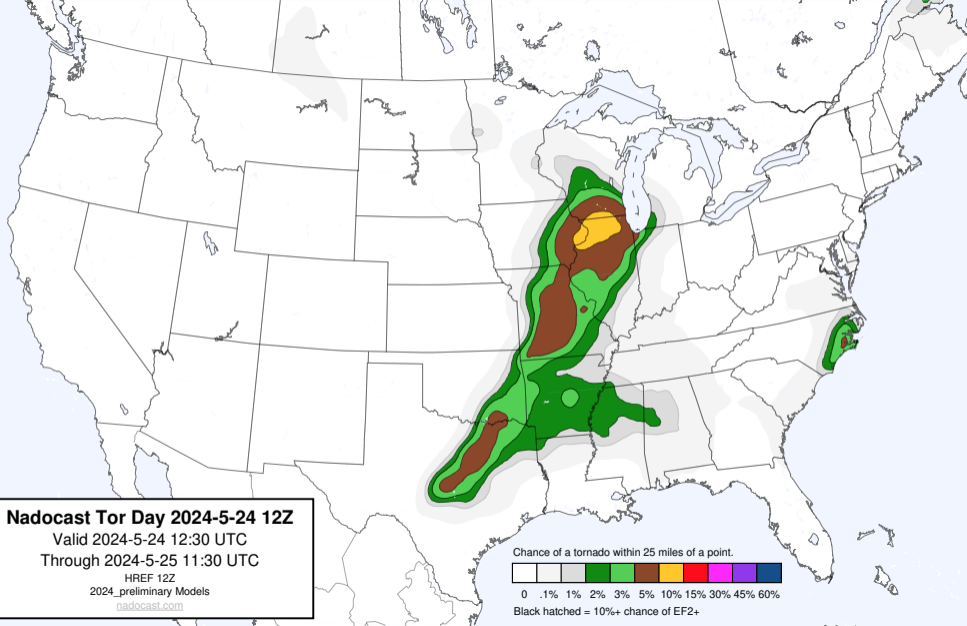 Nadocast Tor Day 2024-5-24 12Z
Valid 2024-5-24 12:30 UTC
Through 2024-5-25 11:30 UTC
HREF 12Z
2024_preliminary Models
nadocast.com
Chance of a tornado within 25 miles of a point.
0 .1% 1% 2% 3% 5% 10% 15% 30% 45% 60%
Black hatched = 10%+ chance of EF2+